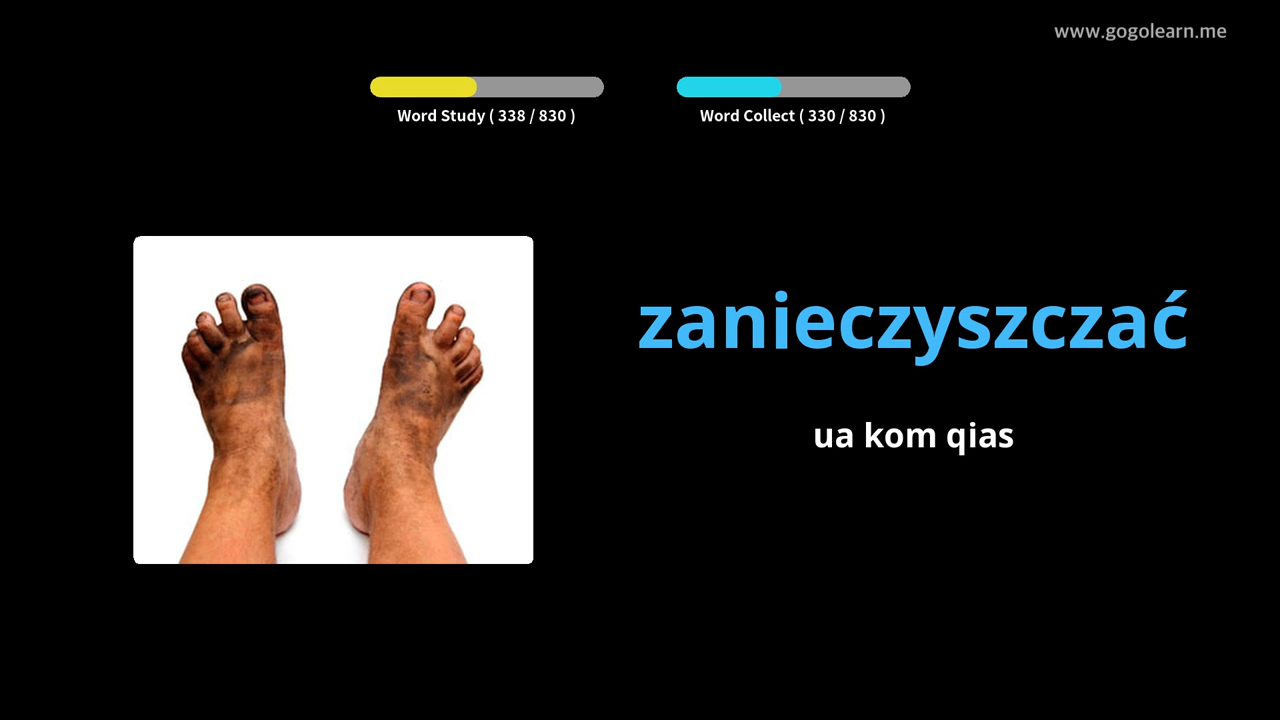 www.gogolearn.me
Word Study ( 338 / 830 )
Word Collect ( 330 / 830 )
zanieczyszczać
ua kom qias